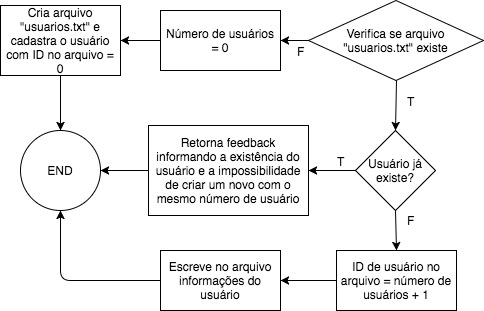 Cria arquivo
"usuarios.txt" e
cadastra o usuário
com ID no arquivo =
0
Número de usuários
= 0
F
Verifica se arquivo
"usuarios.txt" existe
T
END
Retorna feedback
informando a existência do
usuário e a impossibilidade
de criar um novo com o
mesmo número de usuário
T
Usuário já
existe?
F
Escreve no arquivo
informações do
usuário
ID de usuário no
arquivo = número de
usuários + 1